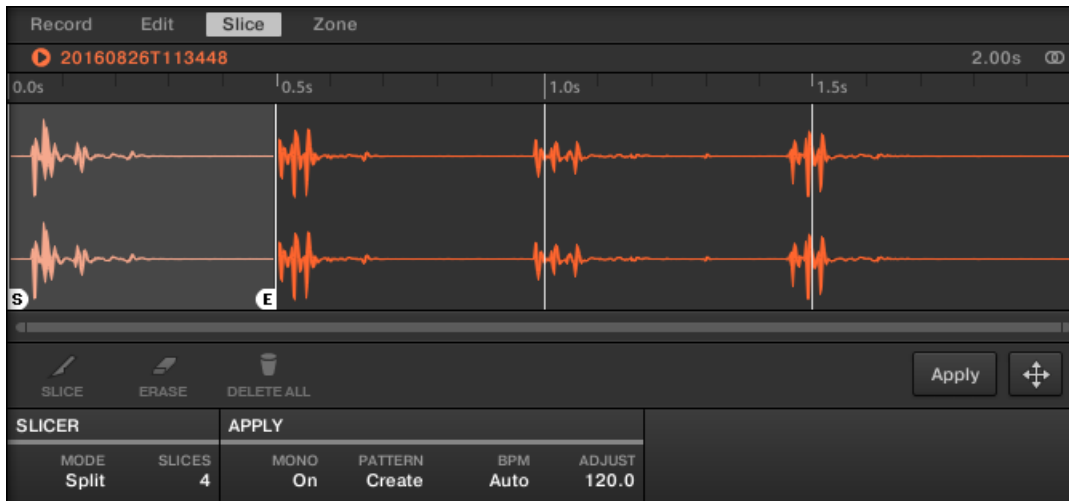 Record Edit Slice Zone
20160826T113448 2.00s
0.0s 0.5s 1.0s 1.5s
S E
SLICE ERASE DELETE ALL Apply
SLICER APPLY
MODE SLICES MONO PATTERN BPM ADJUST
Split 4 On Create Auto 120.0